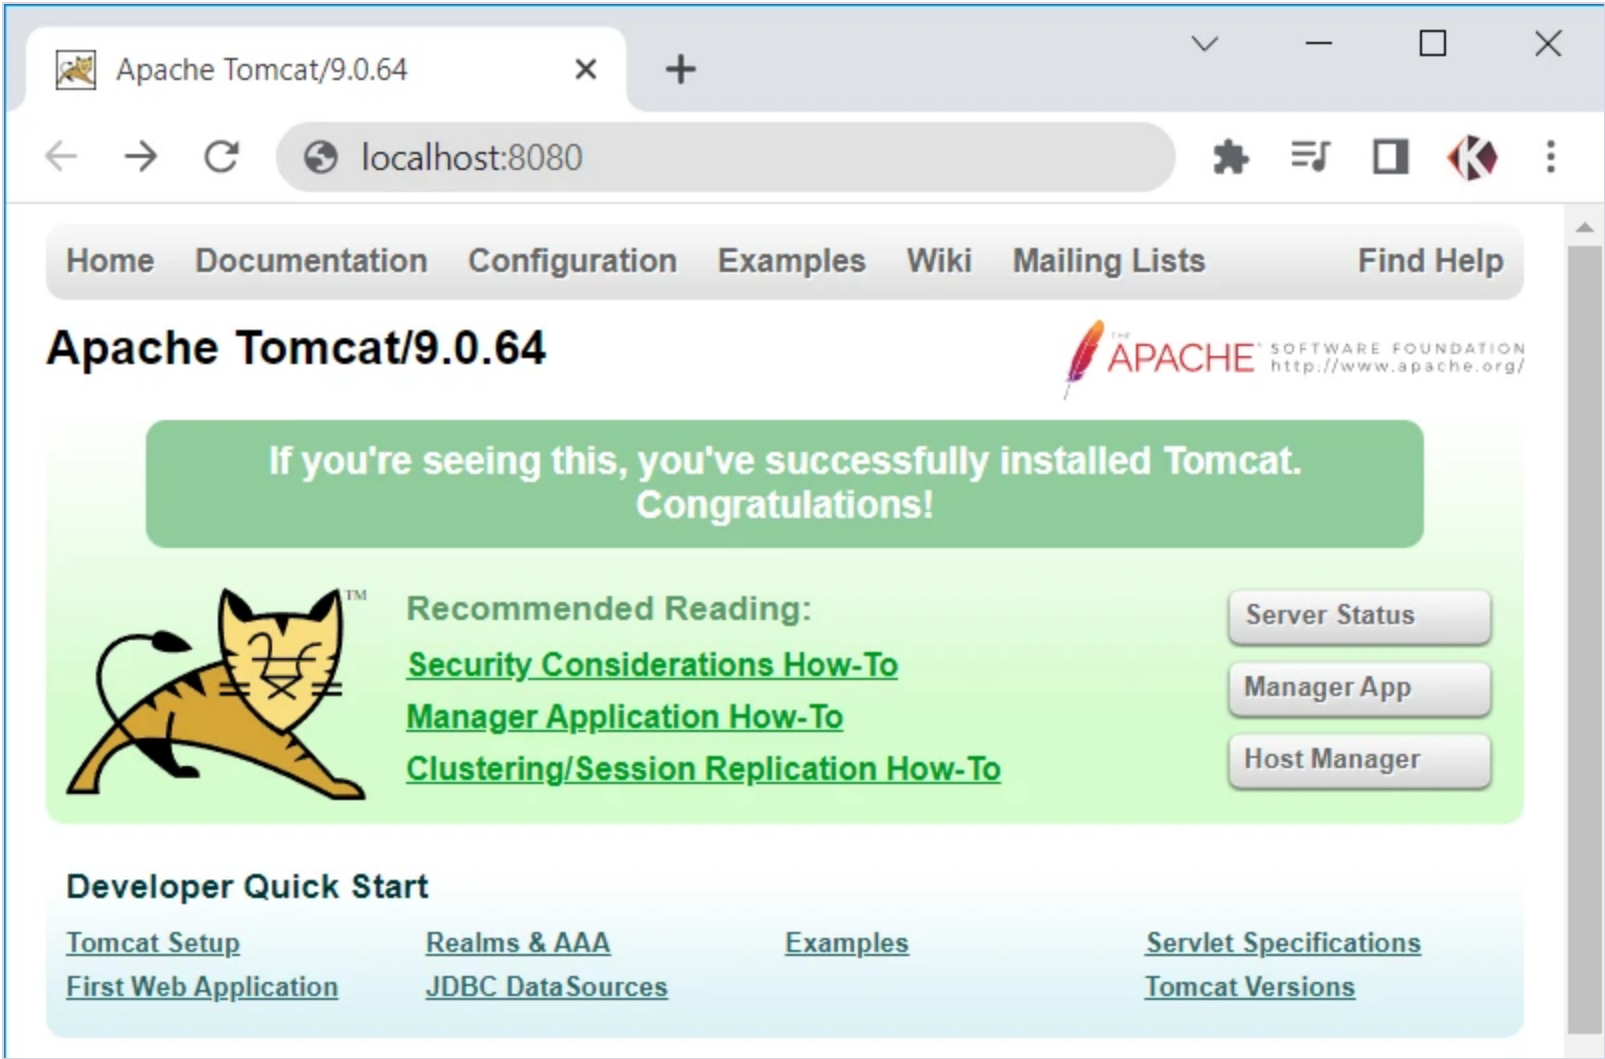 Apache Tomcat/9.0.64
localhost:8080
Home Documentation Configuration Examples Wiki Mailing Lists Find Help
Apache Tomcat/9.0.64
THE APACHE SOFTWARE FOUNDATION
http://www.apache.org/
If you're seeing this, you've successfully installed Tomcat.
Congratulations!
TM
Recommended Reading:
Security Considerations How-To
Manager Application How-To
Clustering/Session Replication How-To
Server Status
Manager App
Host Manager
Developer Quick Start
Tomcat Setup Realms & AAA Examples Servlet Specifications
First Web Application JDBC DataSources Tomcat Versions